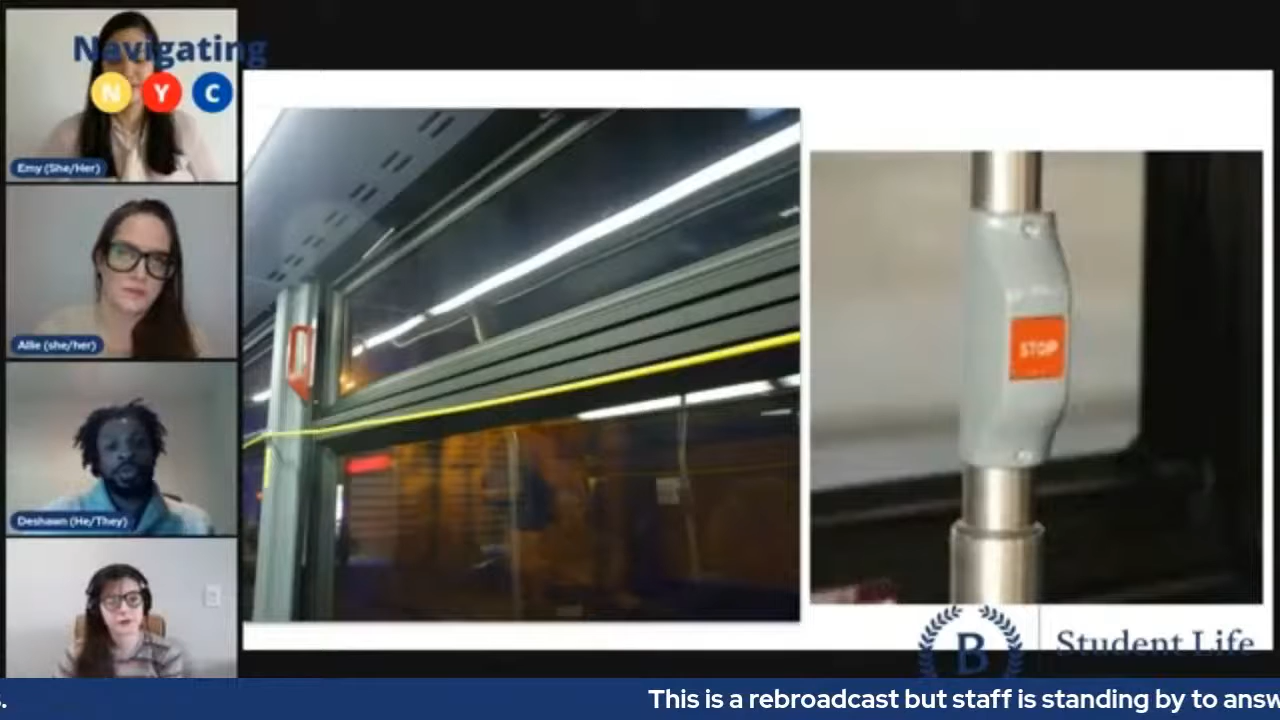 Navigating
N Y C
Emy (She/Her)
Allie (she/her)
Deshawn (He/They)
STOP
B
Student Life
s.
This is a rebroadcast but staff is standing by to answ